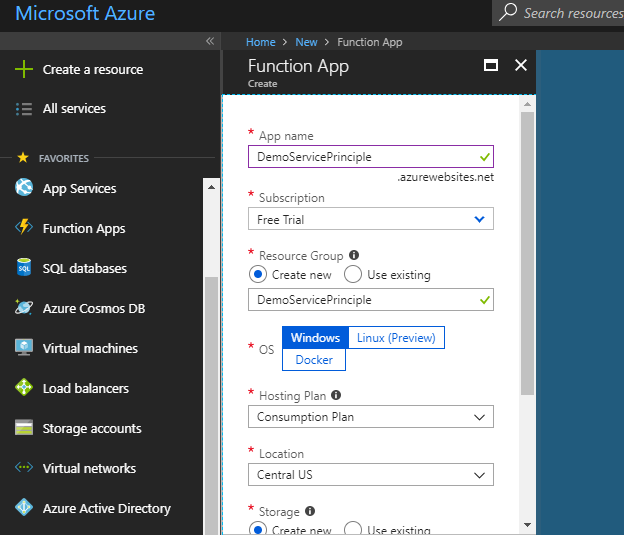 Microsoft Azure
Search resources
«
Home > New > Function App
Create a resource
All services
FAVORITES
App Services
Function Apps
SQL
SQL databases
Azure Cosmos DB
Virtual machines
Load balancers
Storage accounts
Virtual networks
Azure Active Directory
Function App
Create
* App name
DemoServicePrinciple
.azurewebsites.net
* Subscription
Free Trial
* Resource Group
Create new Use existing
DemoServicePrinciple
* OS Windows Linux (Preview)
Docker
* Hosting Plan
Consumption Plan
* Location
Central US
* Storage
Create new Use existing